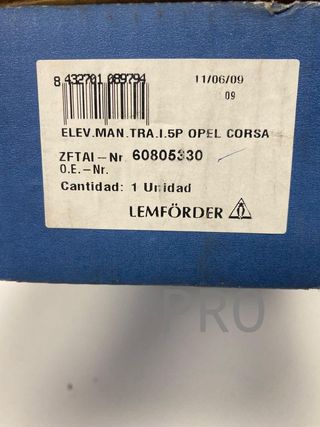 11/06/09
8 432701 089794
09
ELEV.MAN.TRA.I.5P OPEL CORSA
ZFTAI-Nr 60805330
O.E.-Nr.
Cantidad: 1 Unidad
LEMFÖRDER
PRO